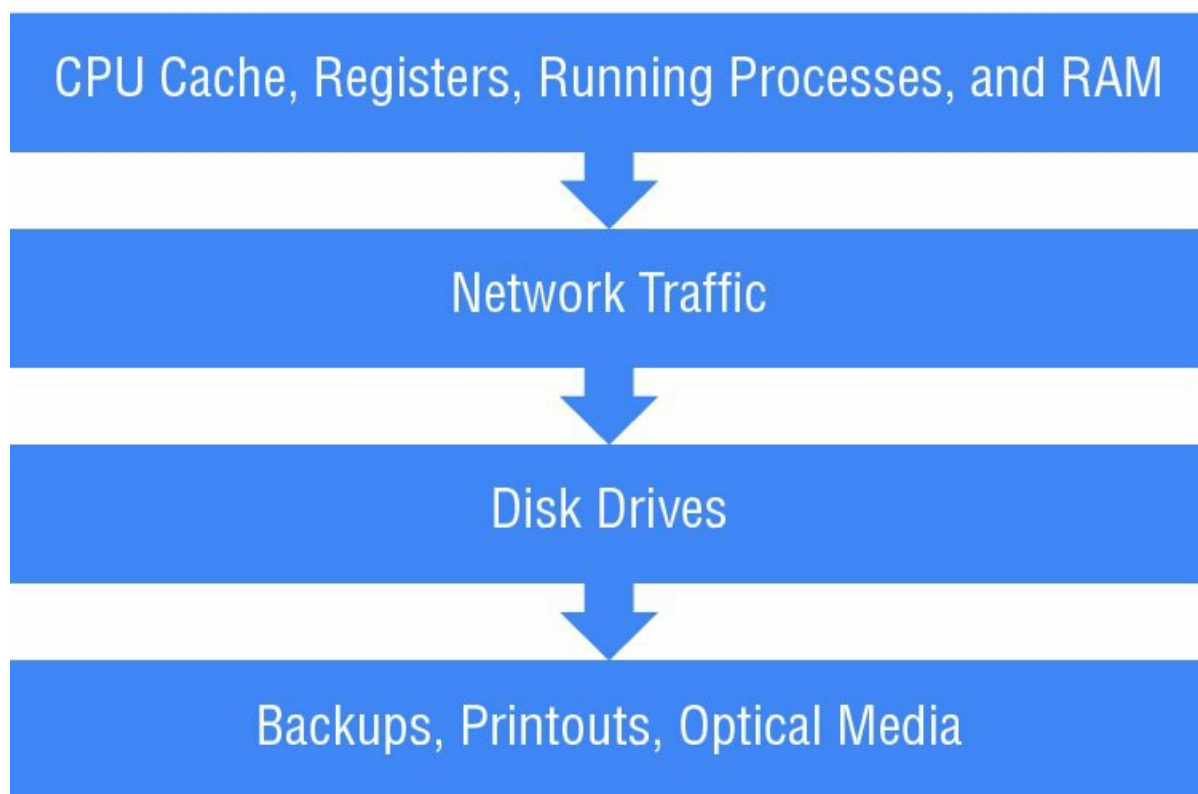 CPU Cache, Registers, Running Processes, and RAM
Network Traffic
Disk Drives
Backups, Printouts, Optical Media